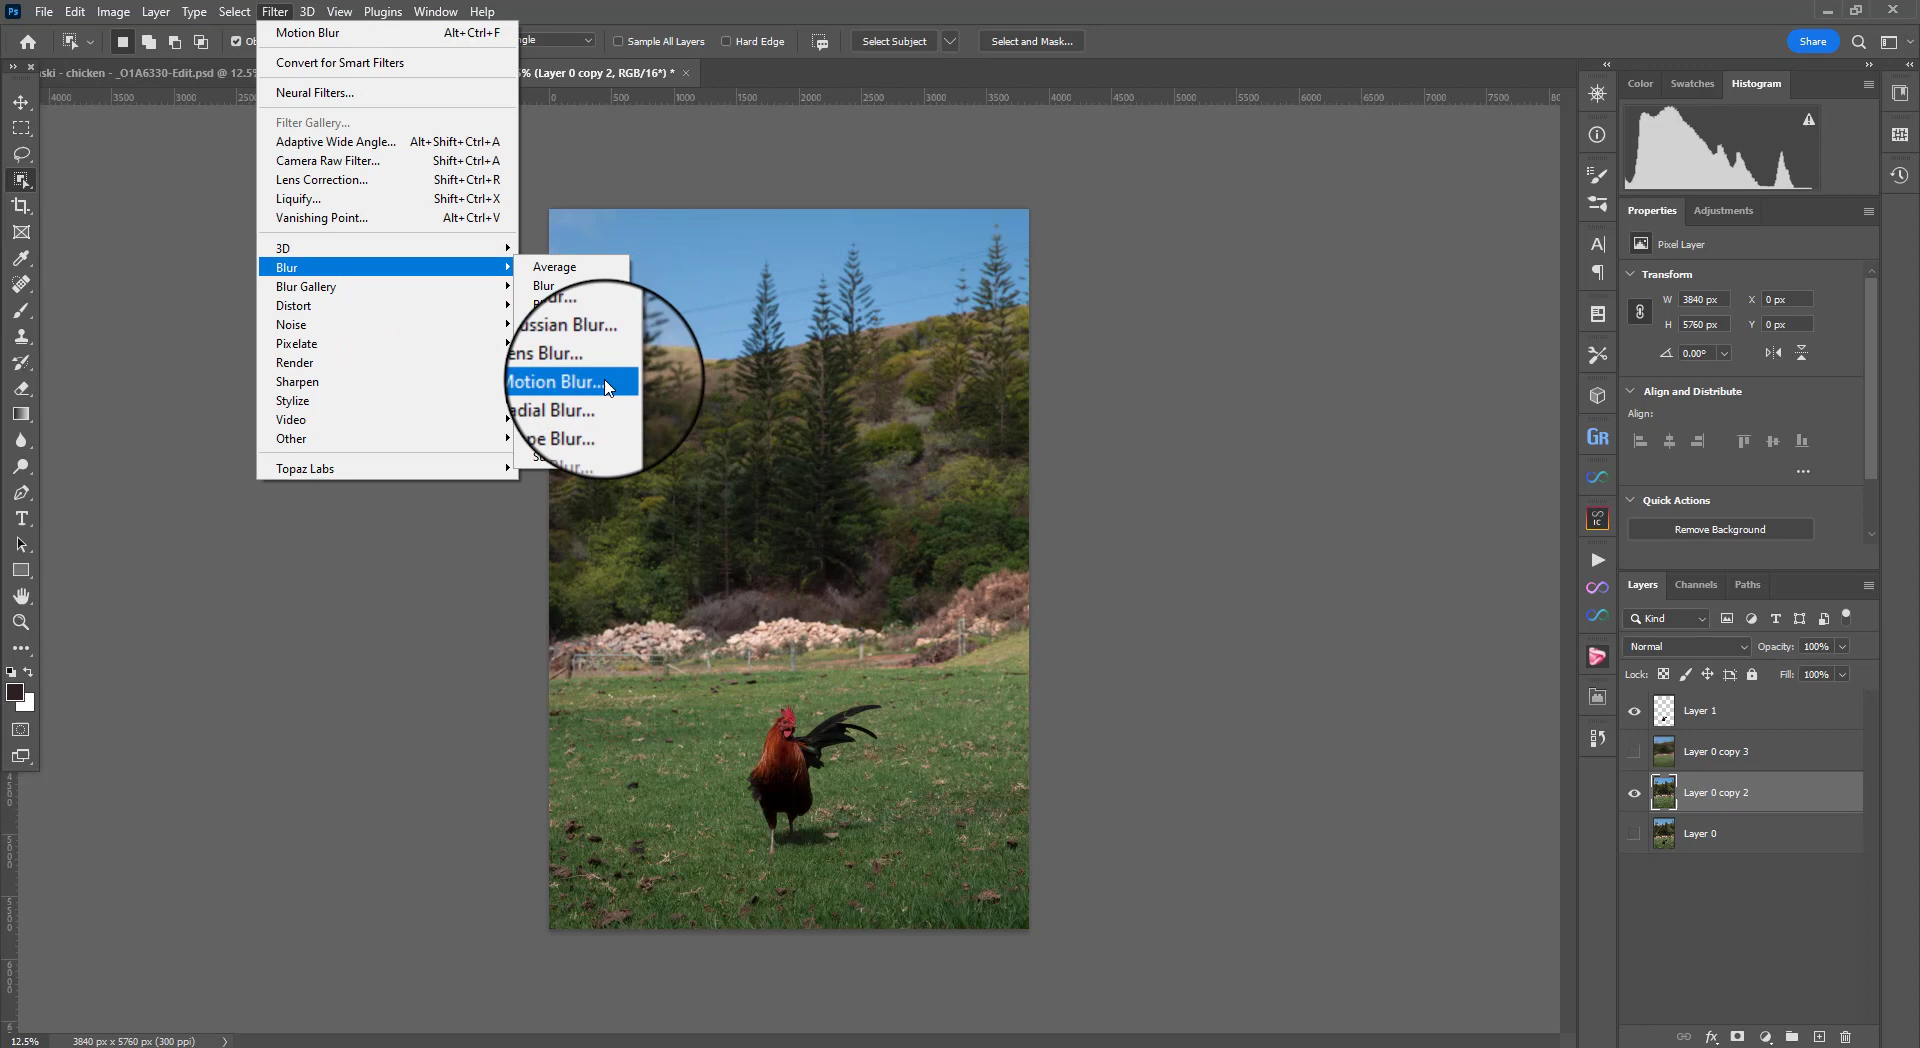 Ps File Edit Image Layer Type Select Filter 3D View Plugins Window Help
Sample All Layers Hard Edge Select Subject Select and Mask... Share
aski - chicken - _O1A6330-Edit.psd @ 12.5%
% (Layer 0 copy 2, RGB/16*) * ×
4000 3500 3000 0 500 1000 1500 2000 2500 3000 3500 4000 4500 5000 5500 6000 6500 7000 7500
Motion Blur Alt+Ctrl+F
Convert for Smart Filters
Neural Filters...
Filter Gallery...
Adaptive Wide Angle... Alt+Shift+Ctrl+A
Camera Raw Filter... Shift+Ctrl+A
Lens Correction... Shift+Ctrl+R
Liquify... Shift+Ctrl+X
Vanishing Point... Alt+Ctrl+V
3D
Blur
Blur Gallery
Distort
Noise
Pixelate
Render
Sharpen
Stylize
Video
Other
Topaz Labs
Average
Blur
ussian Blur...
ens Blur...
Motion Blur...
adial Blur...
pe Blur...
Color Swatches Histogram
Properties Adjustments
Pixel Layer
Transform
W 3840 px X 0 px
H 5760 px Y 0 px
0.00°
Align and Distribute
Align:
Quick Actions
Remove Background
Gr
IC
Layers Channels Paths
Kind
Normal Opacity: 100%
Lock: Fill: 100%
Layer 1
Layer 0 copy 3
Layer 0 copy 2
Layer 0
12.5% 3840 px x 5760 px (300 ppi)